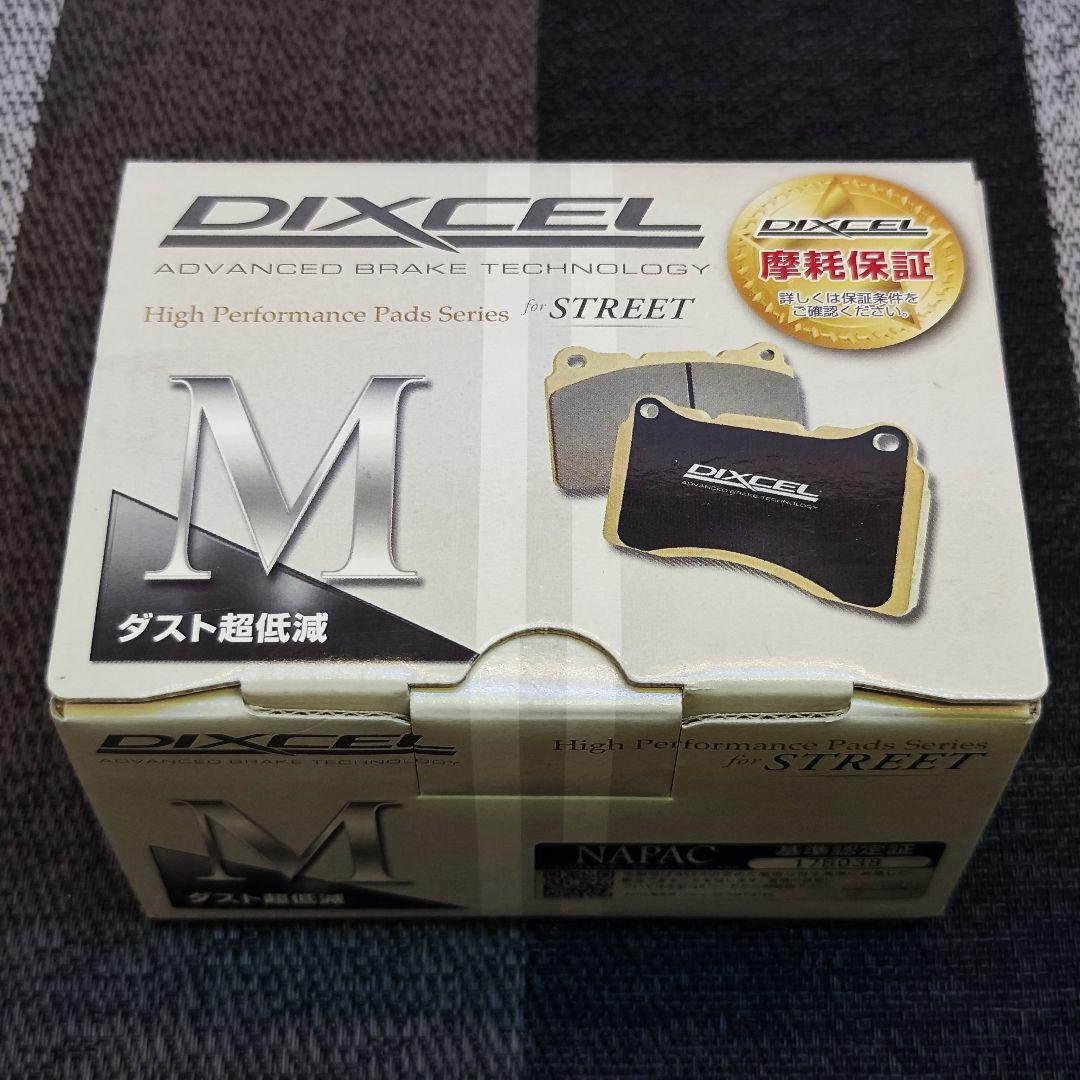 DIXCEL
ADVANCED BRAKE TECHNOLOGY
High Performance Pads Series for STREET
DIXCEL
摩耗保証
詳しくは保証条件を
ご確認ください。
M
ダスト超低減
DIXCEL
ADVANCED BRAKE TECHNOLOGY
DIXCEL
ADVANCED BRAKE TECHNOLOGY
High Performance Pads Series
for STREET
M
ダスト超低減
NAPAC
基準認定証
17B038